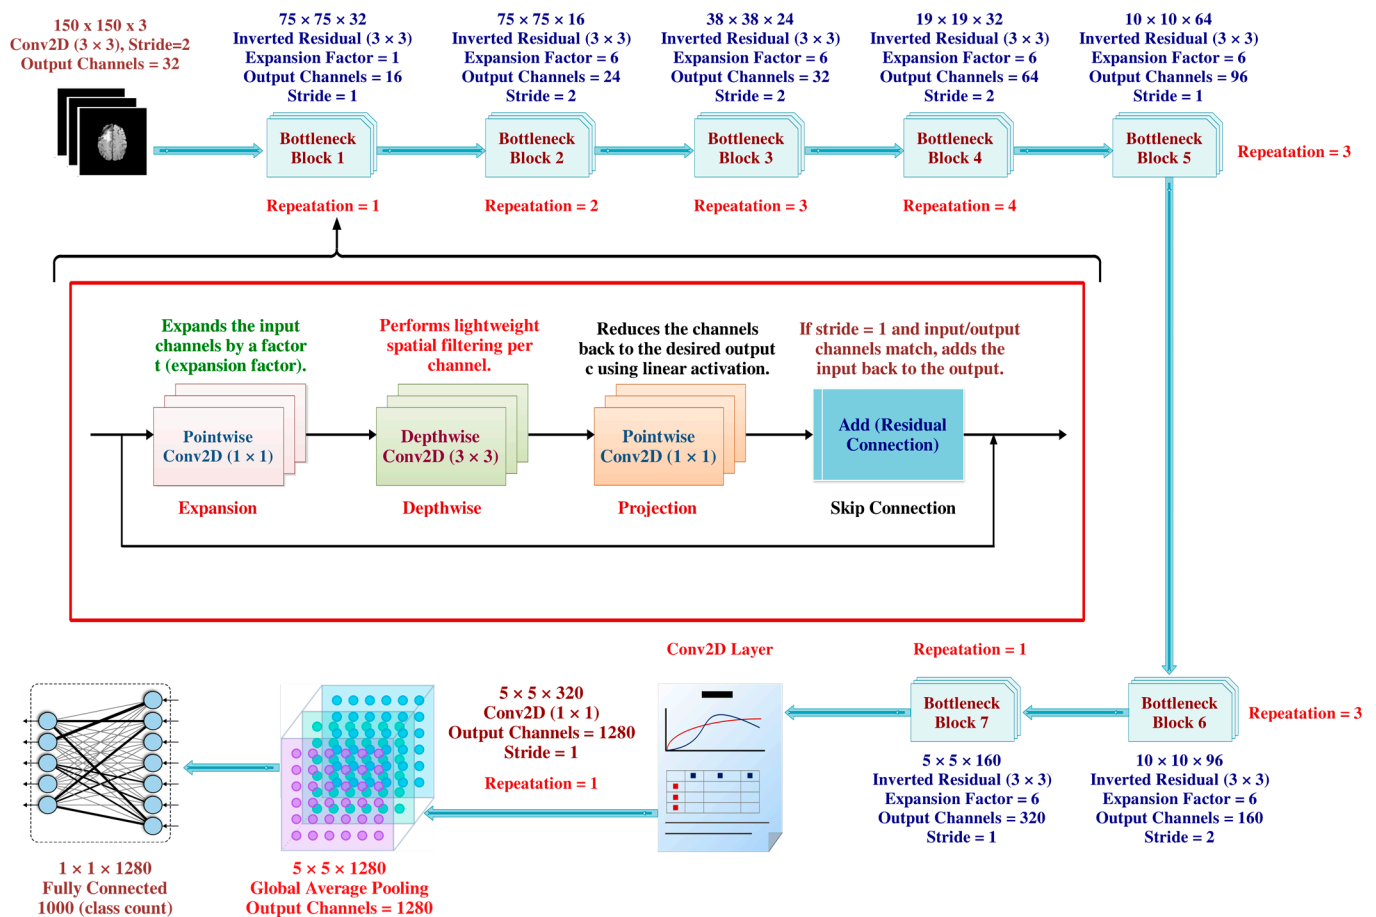 150 x 150 x 3
Conv2D (3 × 3), Stride=2
Output Channels = 32
75 × 75 × 32
Inverted Residual (3 × 3)
Expansion Factor = 1
Output Channels = 16
Stride = 1
75 × 75 × 16
Inverted Residual (3 × 3)
Expansion Factor = 6
Output Channels = 24
Stride = 2
38 × 38 × 24
Inverted Residual (3 × 3)
Expansion Factor = 6
Output Channels = 32
Stride = 2
19 × 19 × 32
Inverted Residual (3 × 3)
Expansion Factor = 6
Output Channels = 64
Stride = 2
10 × 10 × 64
Inverted Residual (3 × 3)
Expansion Factor = 6
Output Channels = 96
Stride = 1
Bottleneck
Block 1
Bottleneck
Block 2
Bottleneck
Block 3
Bottleneck
Block 4
Bottleneck
Block 5
Repeatation = 3
Repeatation = 1
Repeatation = 2
Repeatation = 3
Repeatation = 4
Expands the input
channels by a factor
t (expansion factor).
Performs lightweight
spatial filtering per
channel.
Reduces the channels
back to the desired output
c using linear activation.
If stride = 1 and input/output
channels match, adds the
input back to the output.
Pointwise
Conv2D (1 × 1)
Depthwise
Conv2D (3 × 3)
Pointwise
Conv2D (1 × 1)
Add (Residual
Connection)
Expansion
Depthwise
Projection
Skip Connection
Bottleneck
Block 6
Repeatation = 3
10 × 10 × 96
Inverted Residual (3 × 3)
Expansion Factor = 6
Output Channels = 160
Stride = 2
Repeatation = 1
Bottleneck
Block 7
5 × 5 × 160
Inverted Residual (3 × 3)
Expansion Factor = 6
Output Channels = 320
Stride = 1
Conv2D Layer
5 × 5 × 320
Conv2D (1 × 1)
Output Channels = 1280
Stride = 1
Repeatation = 1
5 × 5 × 1280
Global Average Pooling
Output Channels = 1280
1 × 1 × 1280
Fully Connected
1000 (class count)